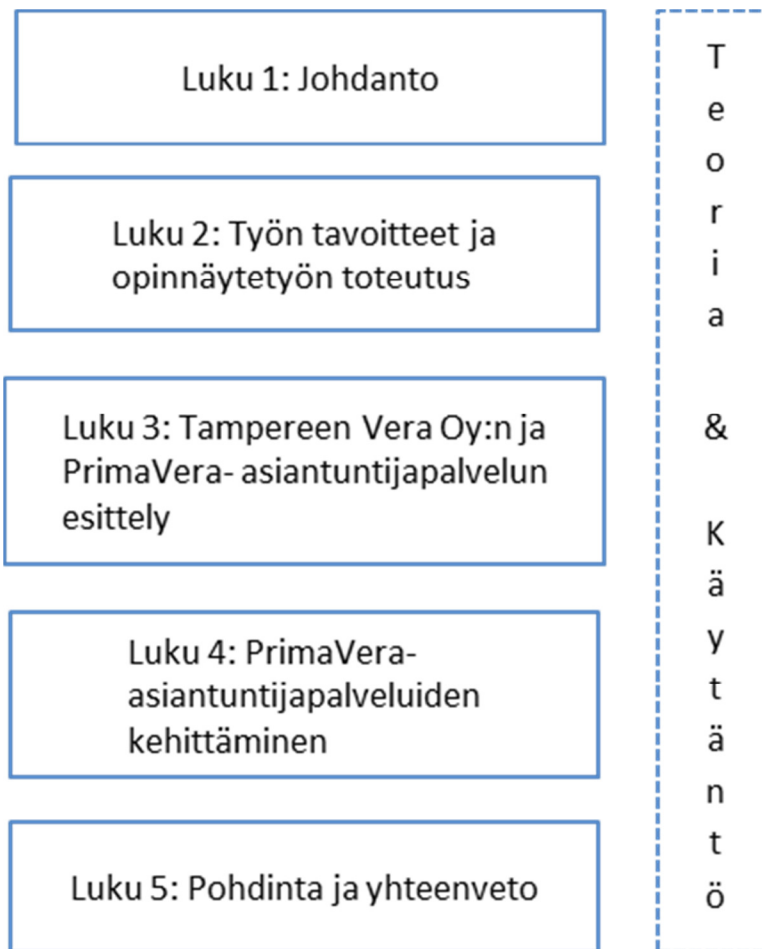 Luku 1: Johdanto
Luku 2: Työn tavoitteet ja
opinnäytetyön toteutus
Luku 3: Tampereen Vera Oy:n ja
PrimaVera- asiantuntijapalvelun
esittely
Luku 4: PrimaVera-
asiantuntijapalveluiden
kehittäminen
Luku 5: Pohdinta ja yhteenveto
T
e
o
r
i
a
&
K
ä
y
t
ä
n
t
ö